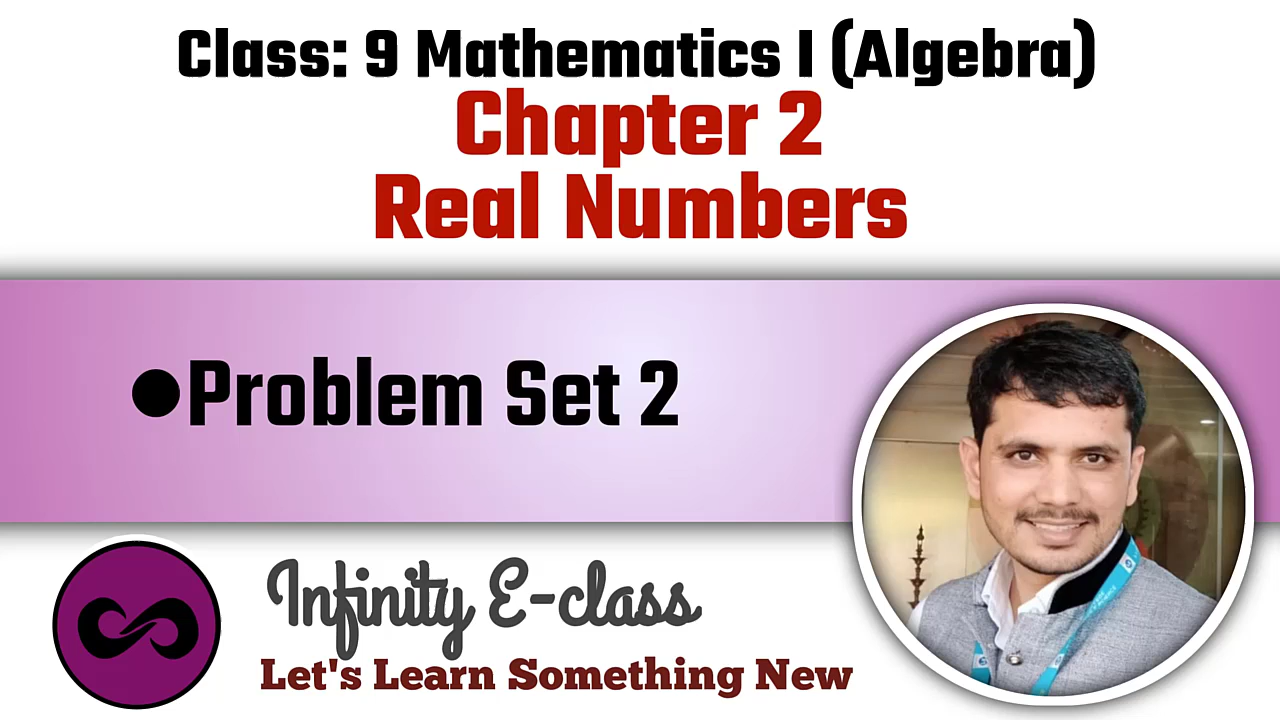 Class: 9 Mathematics I (Algebra)
Chapter 2
Real Numbers
●Problem Set 2
Infinity E-class
Let's Learn Something New